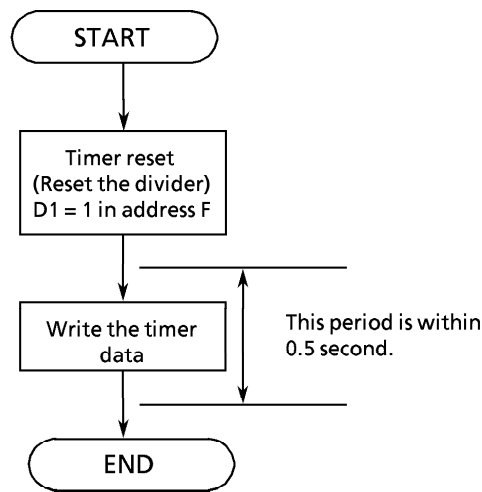 START
Timer reset
(Reset the divider)
D1 = 1 in address F
Write the timer
data
This period is within
0.5 second.
END